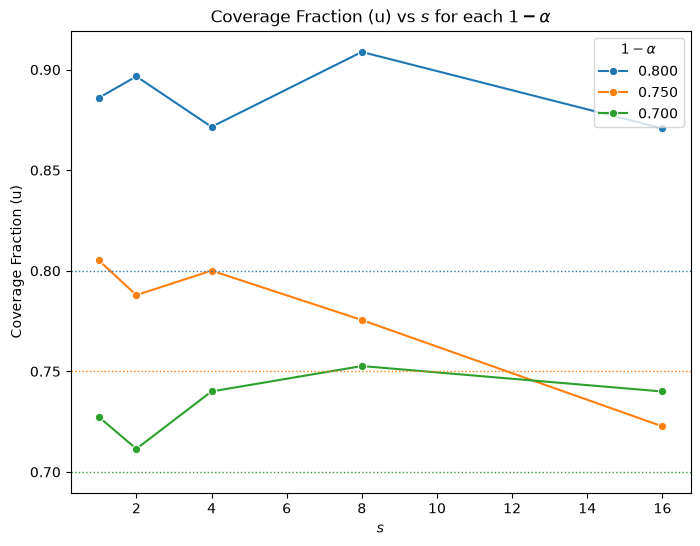 Coverage Fraction (u) vs s for each 1 − α
1 − α
0.800
0.750
0.700
Coverage Fraction (u)
0.90
0.85
0.80
0.75
0.70
2 4 6 8 10 12 14 16
s